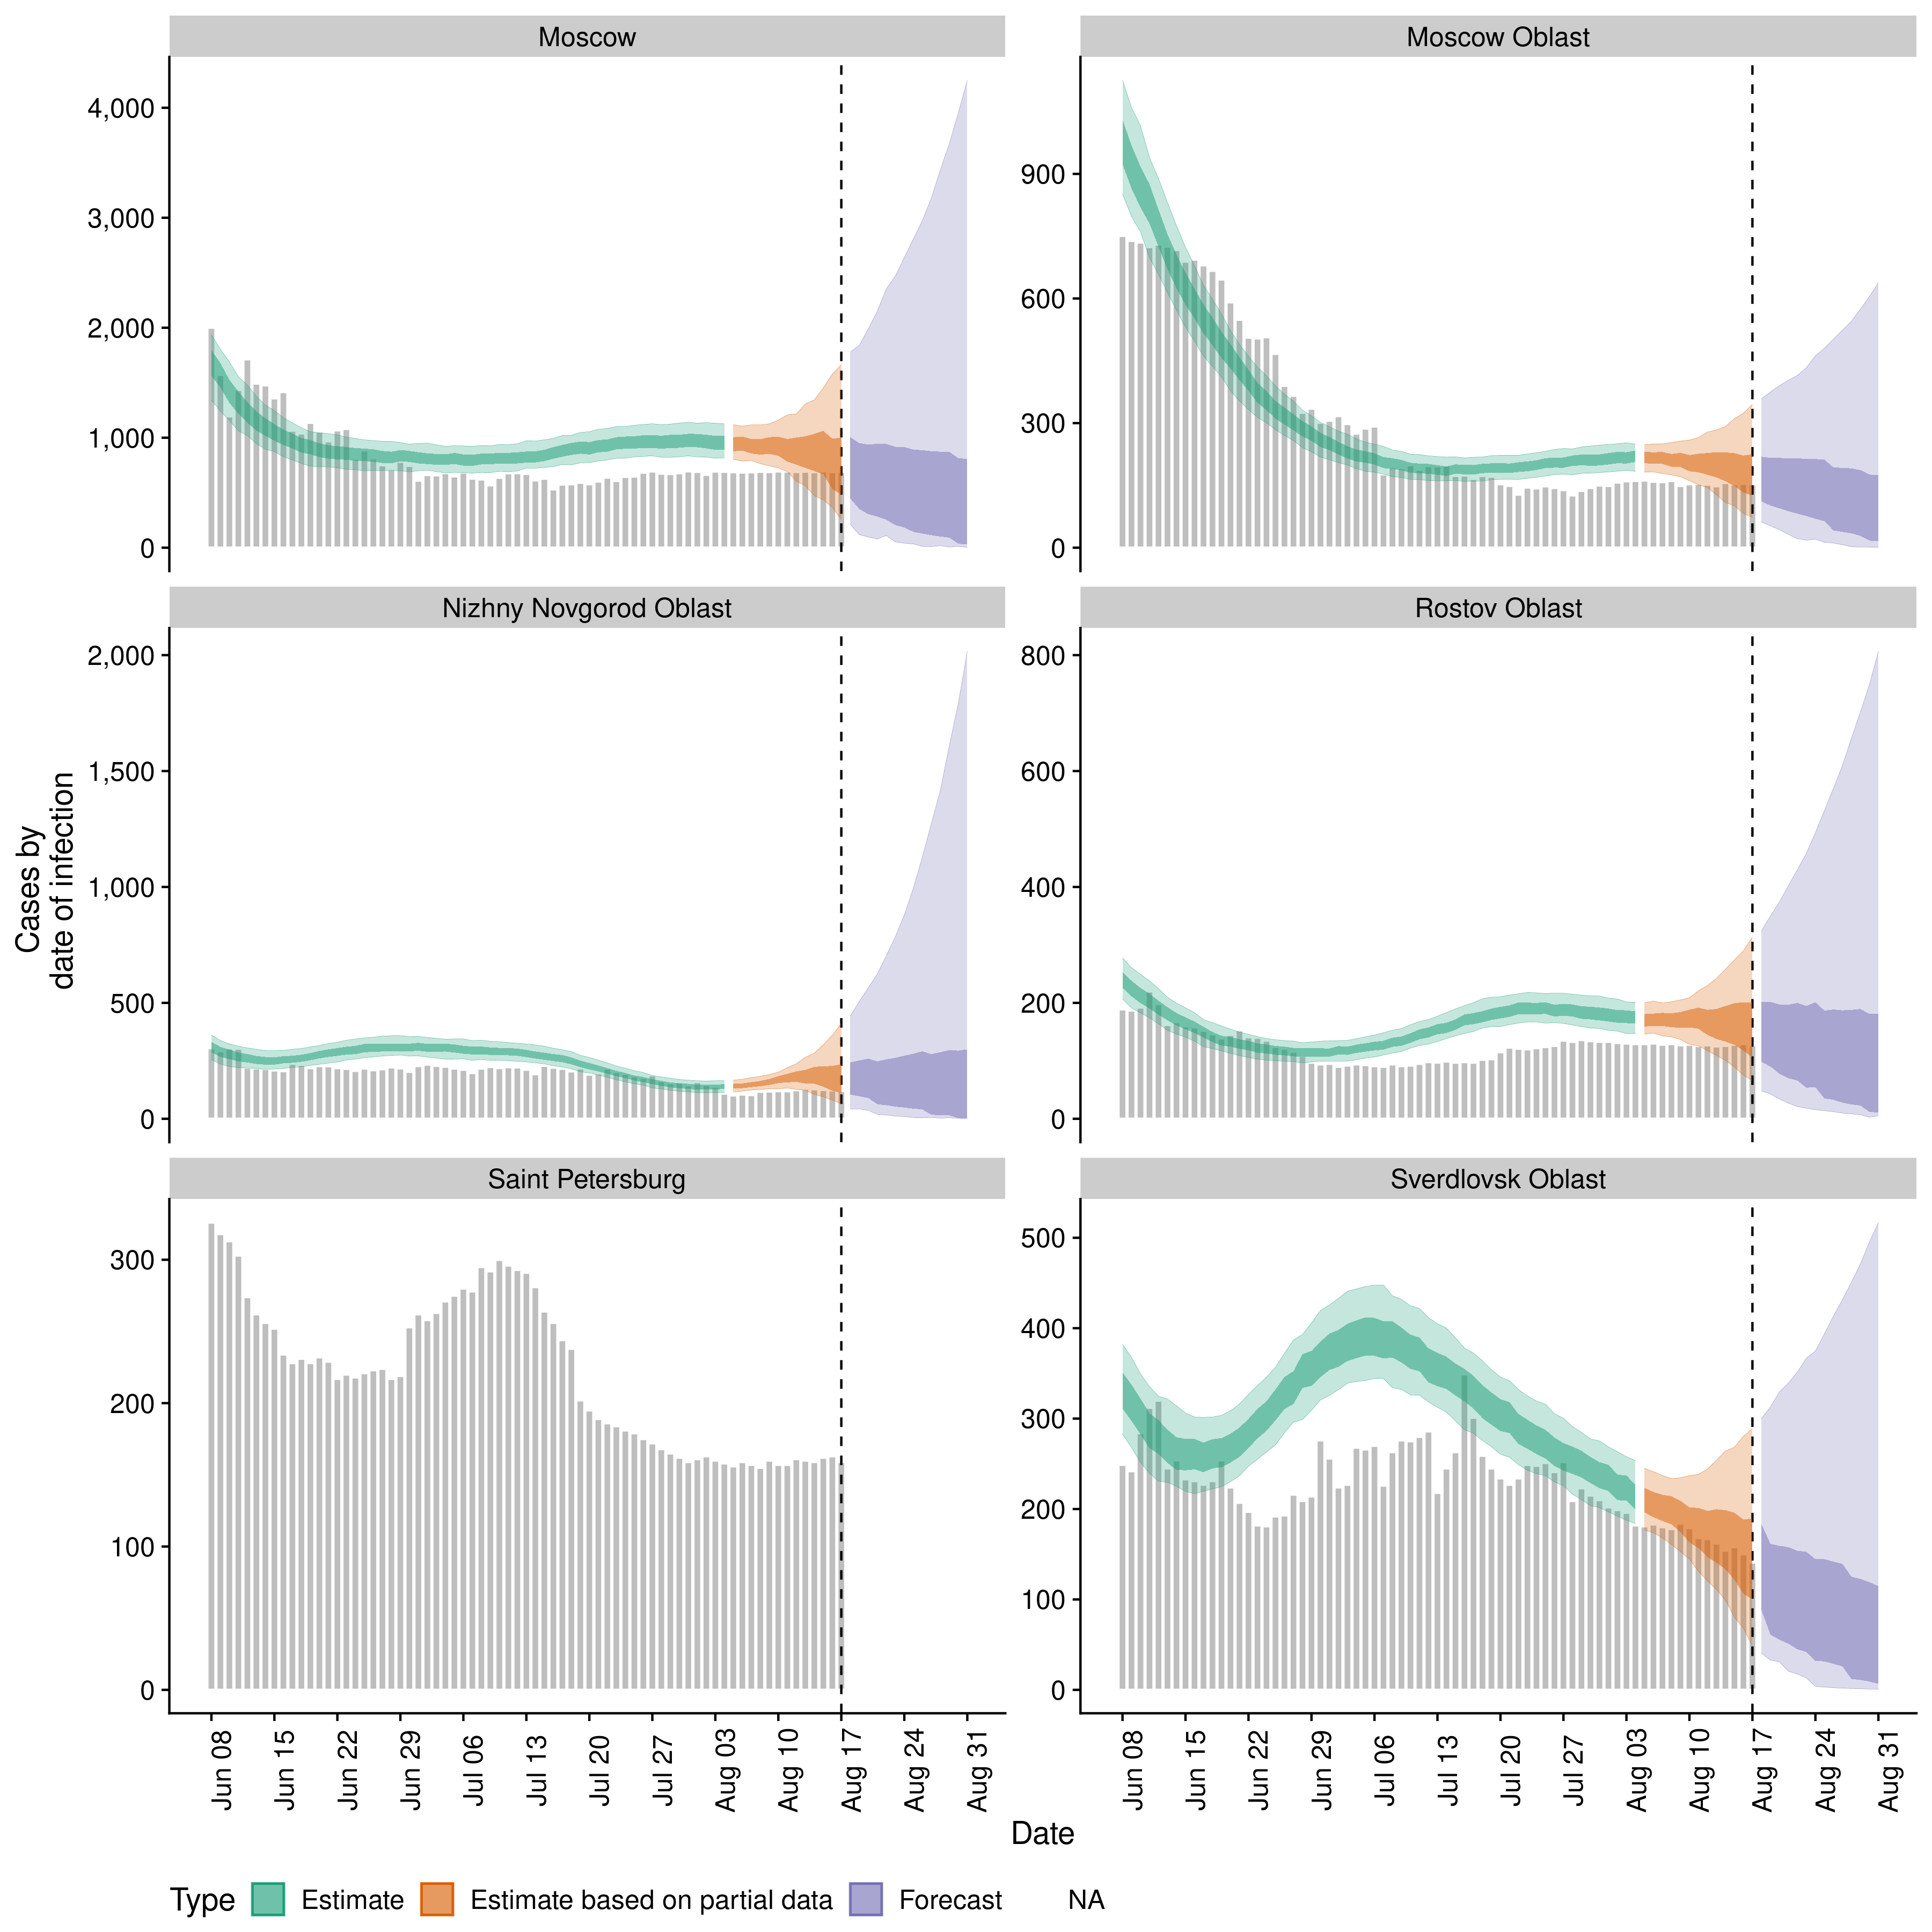 Moscow
Moscow Oblast
4,000
3,000
2,000
1,000
0
900
600
300
0
Nizhny Novgorod Oblast
Rostov Oblast
2,000
1,500
1,000
500
0
800
600
400
200
0
Saint Petersburg
Sverdlovsk Oblast
300
200
100
0
500
400
300
200
100
0
Cases by
date of infection
Jun 08
Jun 15
Jun 22
Jun 29
Jul 06
Jul 13
Jul 20
Jul 27
Aug 03
Aug 10
Aug 17
Aug 24
Aug 31
Jun 08
Jun 15
Jun 22
Jun 29
Jul 06
Jul 13
Jul 20
Jul 27
Aug 03
Aug 10
Aug 17
Aug 24
Aug 31
Date
Type Estimate Estimate based on partial data Forecast NA